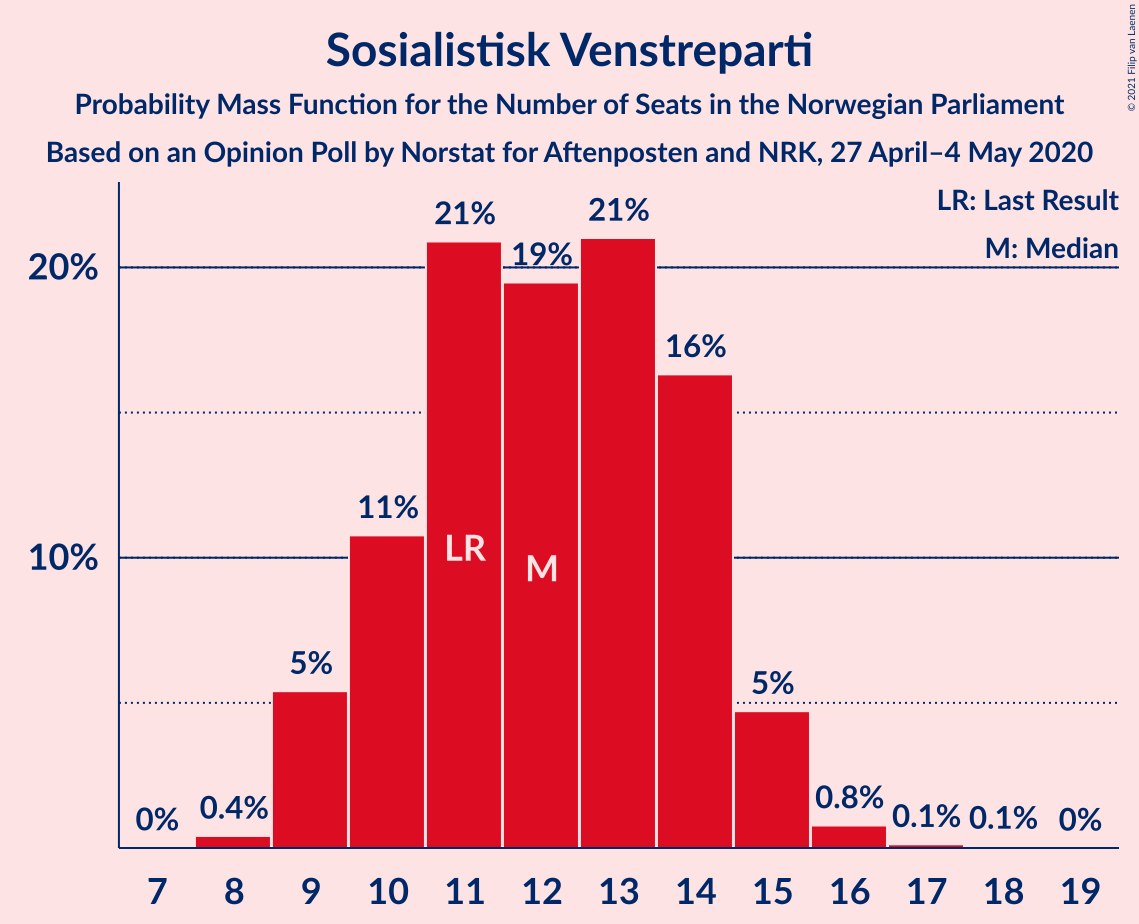 © 2021 Filip van Laenen
Sosialistisk Venstreparti
Probability Mass Function for the Number of Seats in the Norwegian Parliament
Based on an Opinion Poll by Norstat for Aftenposten and NRK, 27 April–4 May 2020
LR: Last Result
M: Median
20%
10%
0% 0.4% 5% 11% 21% 19% 21% 16% 5% 0.8% 0.1% 0.1% 0%
LR
M
7 8 9 10 11 12 13 14 15 16 17 18 19